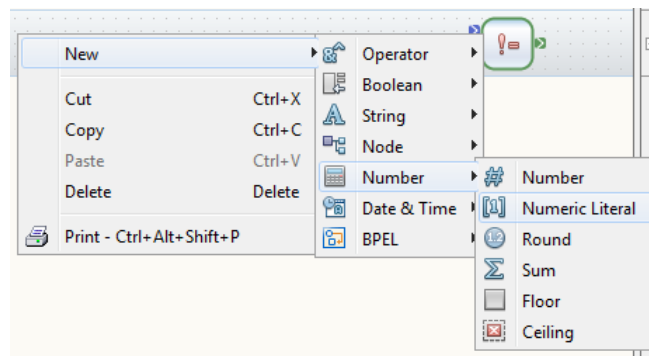 New
Cut Ctrl+X
Copy Ctrl+C
Paste Ctrl+V
Delete Delete
Print - Ctrl+Alt+Shift+P
Operator
Boolean
String
Node
Number
Date & Time
BPEL
Number
Numeric Literal
Round
Sum
Floor
Ceiling